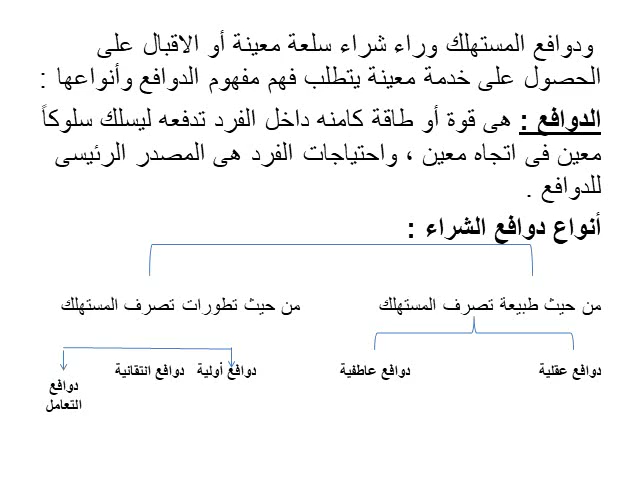 ودوافع المستهلك وراء شراء سلعة معينة أو الاقبال على
الحصول على خدمة معينة يتطلب فهم مفهوم الدوافع وأنواعها :
الدوافع : هى قوة أو طاقة كامنه داخل الفرد تدفعه ليسلك سلوكاً
معين فى اتجاه معين ، واحتياجات الفرد هى المصدر الرئيسى
للدوافع .
أنواع دوافع الشراء :
من حيث طبيعة تصرف المستهلك
من حيث تطورات تصرف المستهلك
دوافع عقلية
دوافع عاطفية
دوافع أولية
دوافع انتقائية
دوافع
التعامل